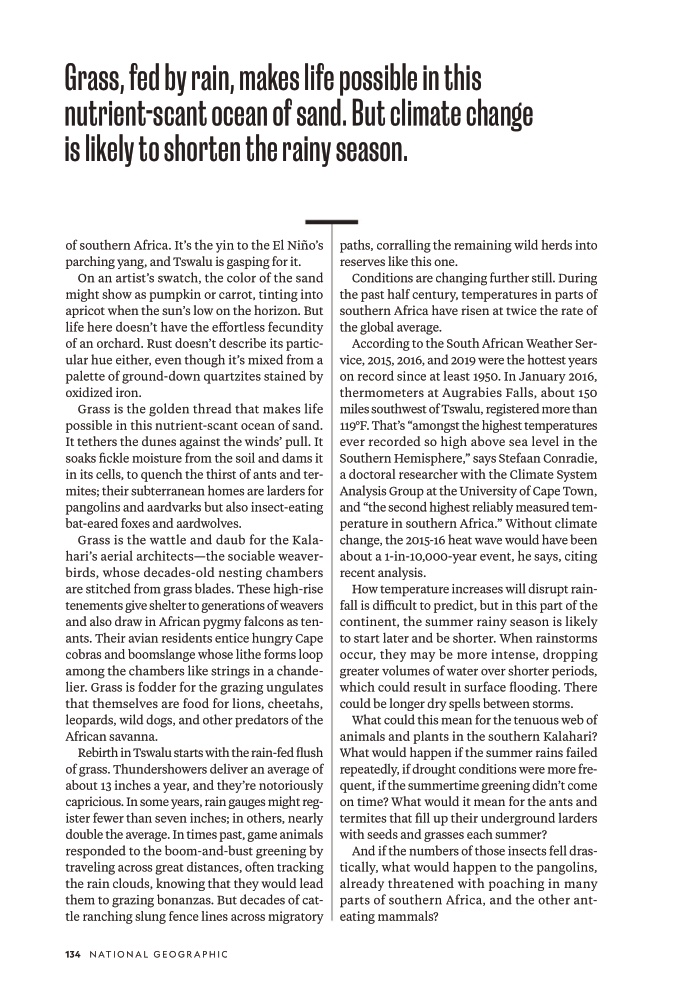 Grass, fed by rain, makes life possible in this
nutrient-scant ocean of sand. But climate change
is likely to shorten the rainy season.
of southern Africa. It's the yin to the El Niño's
parching yang, and Tswalu is gasping for it.
On an artist's swatch, the color of the sand
might show as pumpkin or carrot, tinting into
apricot when the sun's low on the horizon. But
life here doesn't have the effortless fecundity
of an orchard. Rust doesn't describe its partic-
ular hue either, even though it's mixed from a
palette of ground-down quartzites stained by
oxidized iron.
Grass is the golden thread that makes life
possible in this nutrient-scant ocean of sand.
It tethers the dunes against the winds' pull. It
soaks fickle moisture from the soil and dams it
in its cells, to quench the thirst of ants and ter-
mites; their subterranean homes are larders for
pangolins and aardvarks but also insect-eating
bat-eared foxes and aardwolves.
Grass is the wattle and daub for the Kala-
hari's aerial architects—the sociable weaver-
birds, whose decades-old nesting chambers
are stitched from grass blades. These high-rise
tenements give shelter to generations of weavers
and also draw in African pygmy falcons as ten-
ants. Their avian residents entice hungry Cape
cobras and boomslange whose lithe forms loop
among the chambers like strings in a chande-
lier. Grass is fodder for the grazing ungulates
that themselves are food for lions, cheetahs,
leopards, wild dogs, and other predators of the
African savanna.
Rebirth in Tswalu starts with the rain-fed flush
of grass. Thundershowers deliver an average of
about 13 inches a year, and they're notoriously
capricious. In some years, rain gauges might reg-
ister fewer than seven inches; in others, nearly
double the average. In times past, game animals
responded to the boom-and-bust greening by
traveling across great distances, often tracking
the rain clouds, knowing that they would lead
them to grazing bonanzas. But decades of cat-
tle ranching slung fence lines across migratory
paths, corralling the remaining wild herds into
reserves like this one.
Conditions are changing further still. During
the past half century, temperatures in parts of
southern Africa have risen at twice the rate of
the global average.
According to the South African Weather Ser-
vice, 2015, 2016, and 2019 were the hottest years
on record since at least 1950. In January 2016,
thermometers at Augrabies Falls, about 150
miles southwest of Tswalu, registered more than
119°F. That's "amongst the highest temperatures
ever recorded so high above sea level in the
Southern Hemisphere," says Stefaan Conradie,
a doctoral researcher with the Climate System
Analysis Group at the University of Cape Town,
and "the second highest reliably measured tem-
perature in southern Africa." Without climate
change, the 2015-16 heat wave would have been
about a 1-in-10,000-year event, he says, citing
recent analysis.
How temperature increases will disrupt rain-
fall is difficult to predict, but in this part of the
continent, the summer rainy season is likely
to start later and be shorter. When rainstorms
occur, they may be more intense, dropping
greater volumes of water over shorter periods,
which could result in surface flooding. There
could be longer dry spells between storms.
What could this mean for the tenuous web of
animals and plants in the southern Kalahari?
What would happen if the summer rains failed
repeatedly, if drought conditions were more fre-
quent, if the summertime greening didn't come
on time? What would it mean for the ants and
termites that fill up their underground larders
with seeds and grasses each summer?
And if the numbers of those insects fell dras-
tically, what would happen to the pangolins,
already threatened with poaching in many
parts of southern Africa, and the other ant-
eating mammals?
134 NATIONAL GEOGRAPHIC